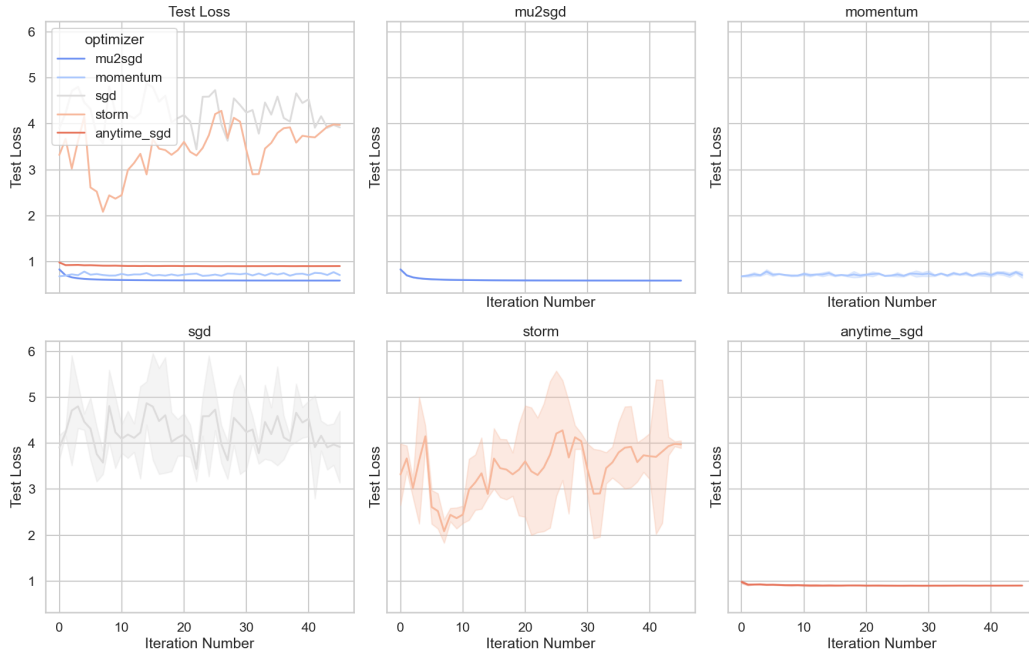 Test Loss
mu2sgd
momentum
optimizer
mu2sgd
momentum
sgd
storm
anytime_sgd
Test Loss
6
5
4
3
2
1
Test Loss
Iteration Number
Test Loss
Iteration Number
sgd
storm
anytime_sgd
Test Loss
6
5
4
3
2
1
0 10 20 30 40
Iteration Number
Test Loss
0 10 20 30 40
Iteration Number
Test Loss
0 10 20 30 40
Iteration Number